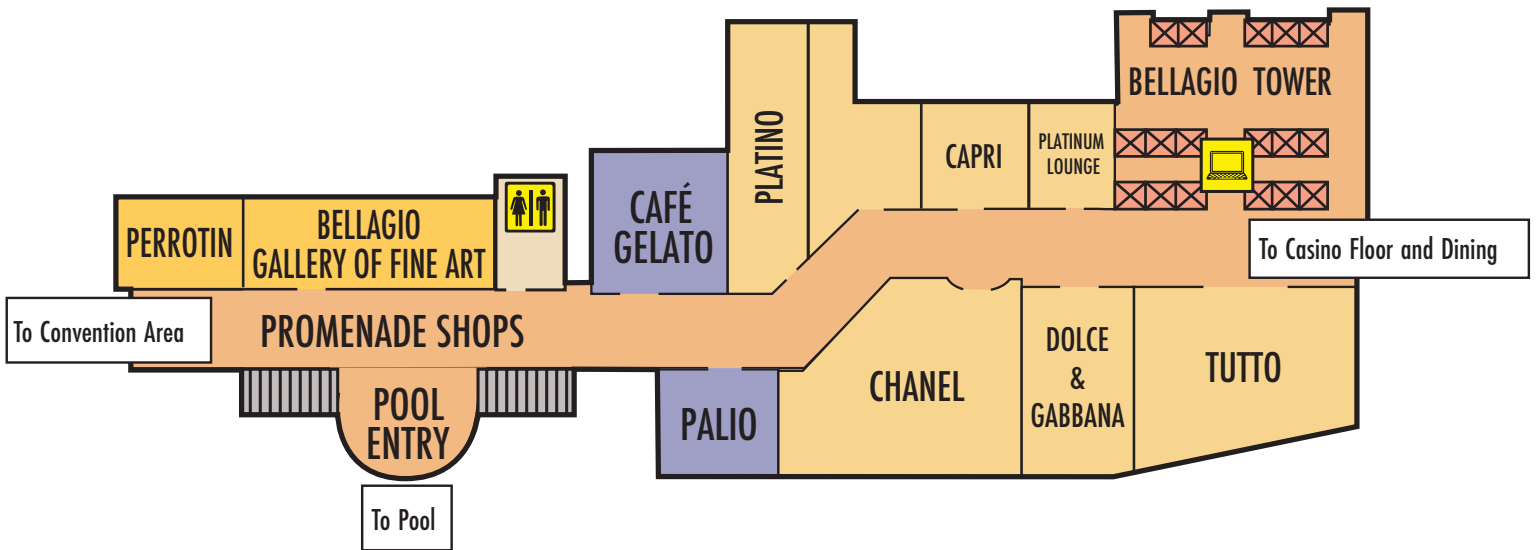 BELLAGIO TOWER
PLATINO
CAPRI
PLATINUM
LOUNGE
CAFÉ
GELATO
PERROTIN
BELLAGIO
GALLERY OF FINE ART
To Casino Floor and Dining
To Convention Area
PROMENADE SHOPS
DOLCE
&
GABBANA
TUTTO
CHANEL
PALIO
POOL
ENTRY
To Pool